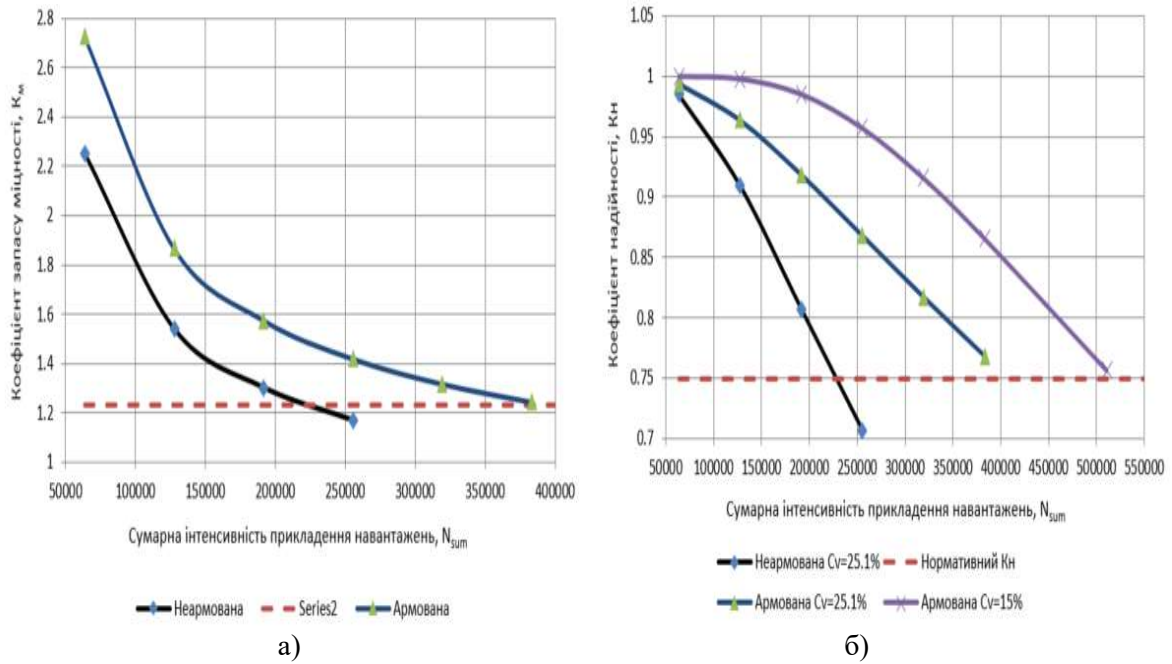 Коефіцієнт запасу міцності, Км
2.8
2.6
2.4
2.2
2
1.8
1.6
1.4
1.2
1
50000 100000 150000 200000 250000 300000 350000 400000
Сумарна інтенсивність прикладення навантажень, Nsum
Неармована Series2 Армована
а)
Коефіцієнт надійності, Кн
1.05
1
0.95
0.9
0.85
0.8
0.75
0.7
50000 100000 150000 200000 250000 300000 350000 400000 450000 500000 550000
Сумарна інтенсивність прикладення навантажень, Nsum
Неармована Cv=25.1% Нормативний Кн
Армована Cv=25.1% Армована Cv=15%
б)